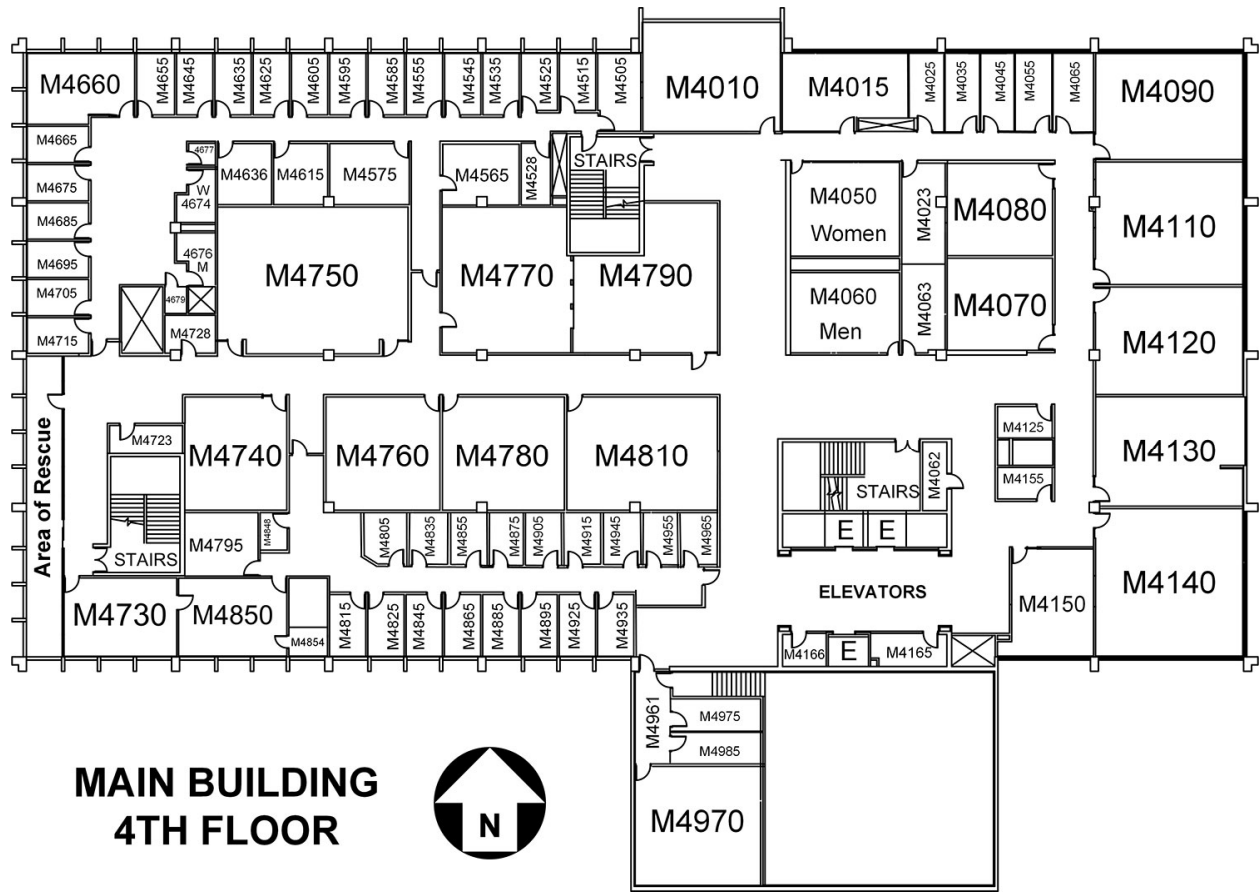 M4660
M4655
M4645
M4635
M4625
M4605
M4595
M4585
M4555
M4545
M4535
M4525
M4515
M4505
M4010
M4015
M4025
M4035
M4045
M4055
M4065
M4090
M4665
M4675
M4685
M4695
M4705
M4715
4677
W
4674
4676
M
4679
M4728
M4636
M4615
M4575
M4565
M4528
STAIRS
M4750
M4770
M4790
M4050
Women
M4060
Men
M4023
M4063
M4080
M4070
M4110
M4120
Area of Rescue
M4723
STAIRS
M4740
M4760
M4780
M4810
M4795
M4848
M4805
M4835
M4855
M4875
M4905
M4915
M4945
M4955
M4965
STAIRS
M4062
E
E
M4125
M4155
M4130
M4140
M4150
M4730
M4850
M4854
M4815
M4825
M4845
M4865
M4885
M4895
M4925
M4935
ELEVATORS
M4166
E
M4165
M4961
M4975
M4985
M4970
MAIN BUILDING
4TH FLOOR
N